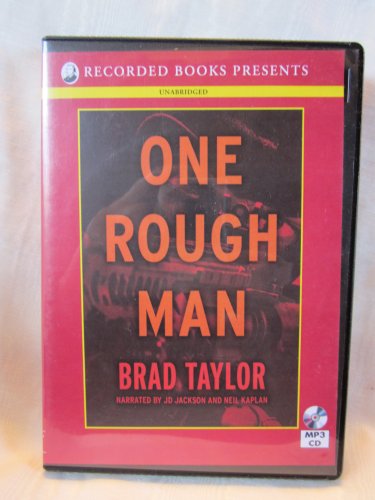 RECORDED BOOKS PRESENTS
UNABRIDGED
ONE
ROUGH
MAN
BRAD TAYLOR
NARRATED BY JD JACKSON AND NEIL KAPLAN
MP3
CD